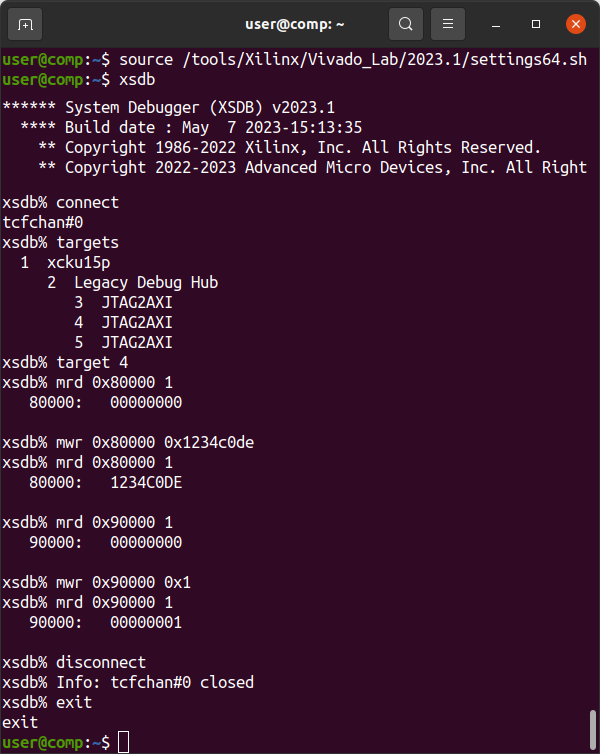 user@comp: ~
user@comp:~$ source /tools/Xilinx/Vivado_Lab/2023.1/settings64.sh
user@comp:~$ xsdb
****** System Debugger (XSDB) v2023.1
  **** Build date : May  7 2023-15:13:35
    ** Copyright 1986-2022 Xilinx, Inc. All Rights Reserved.
    ** Copyright 2022-2023 Advanced Micro Devices, Inc. All Right
xsdb% connect
tcfchan#0
xsdb% targets
  1  xcku15p
     2  Legacy Debug Hub
        3  JTAG2AXI
        4  JTAG2AXI
        5  JTAG2AXI
xsdb% target 4
xsdb% mrd 0x80000 1
   80000:   00000000
xsdb% mwr 0x80000 0x1234c0de
xsdb% mrd 0x80000 1
   80000:   1234C0DE
xsdb% mrd 0x90000 1
   90000:   00000000
xsdb% mwr 0x90000 0x1
xsdb% mrd 0x90000 1
   90000:   00000001
xsdb% disconnect
xsdb% Info: tcfchan#0 closed
xsdb% exit
exit
user@comp:~$